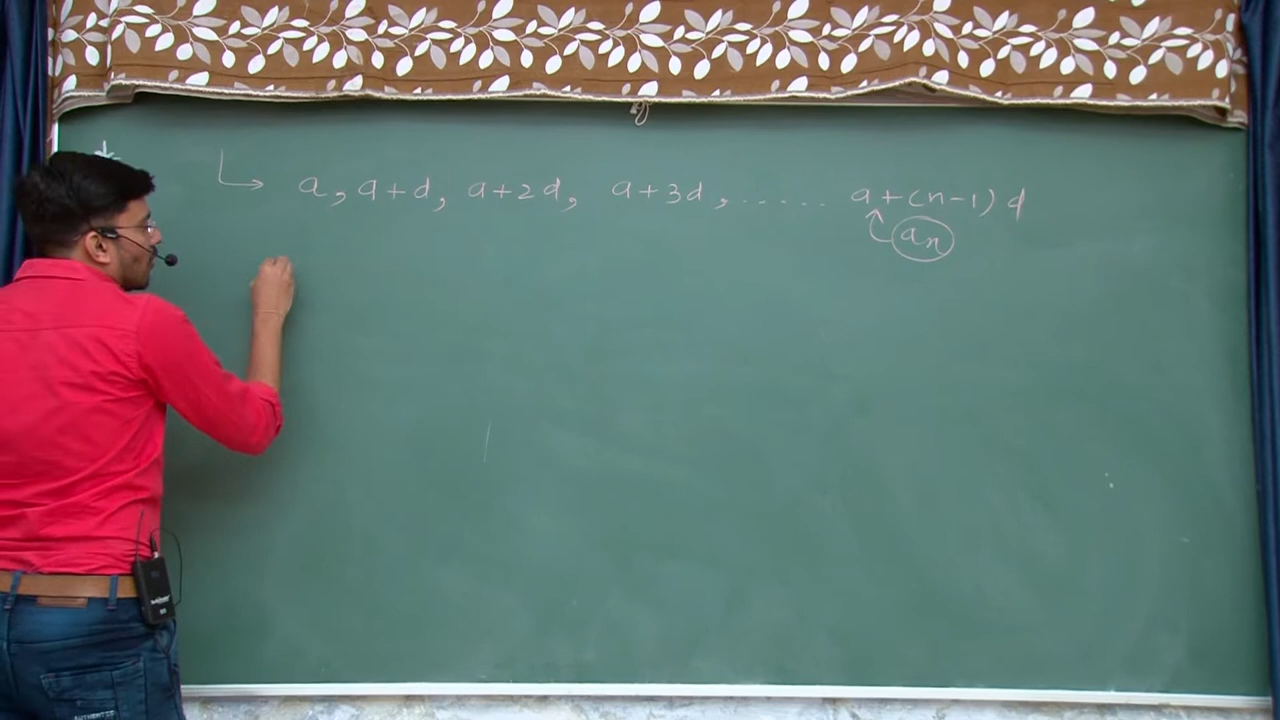 a, a+d, a+2d, a+3d, ...... a+(n-1)d
aₙ